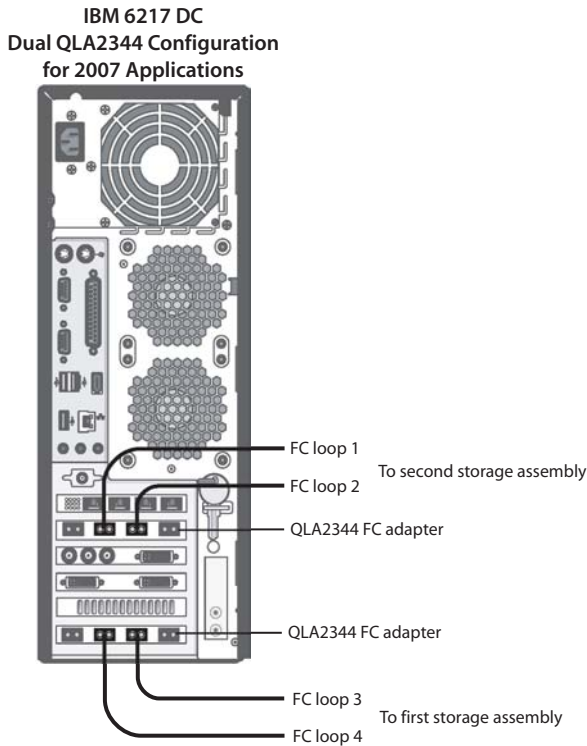 IBM 6217 DC
Dual QLA2344 Configuration
for 2007 Applications
FC loop 1
To second storage assembly
FC loop 2
QLA2344 FC adapter
QLA2344 FC adapter
FC loop 3
To first storage assembly
FC loop 4